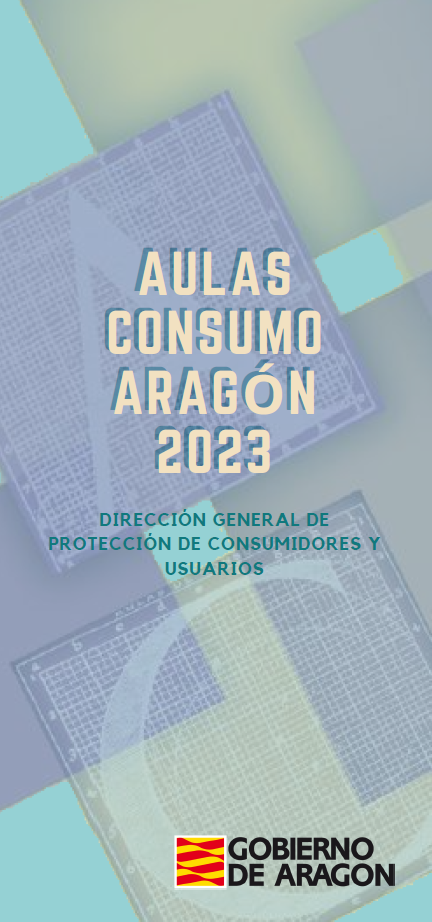 AULAS
CONSUMO
ARAGÓN
2023
DIRECCIÓN GENERAL DE
PROTECCIÓN DE CONSUMIDORES Y
USUARIOS
GOBIERNO
DE ARAGON